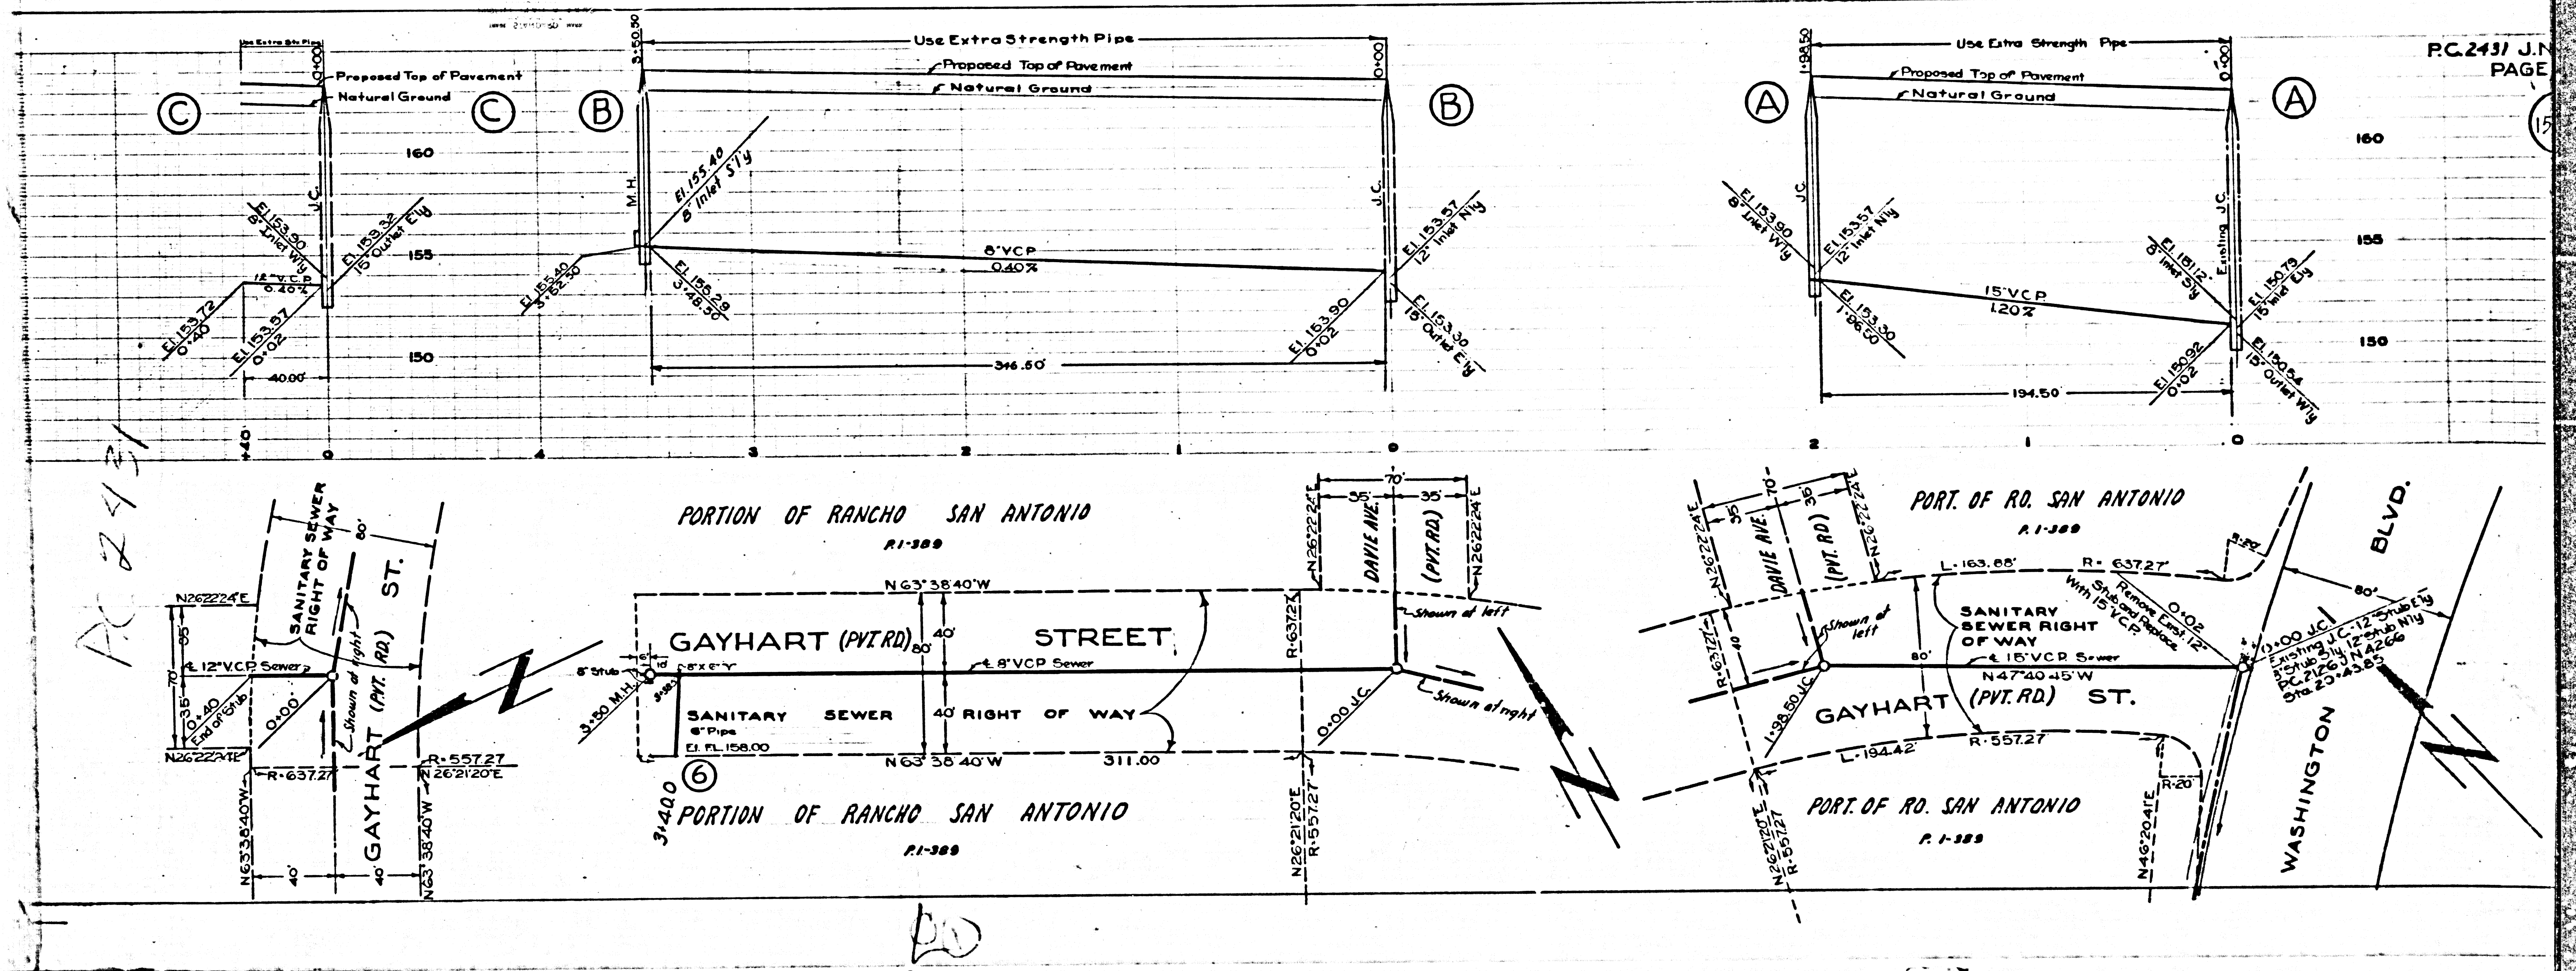 P.C. 2431 J.N
PAGE
15
Use Extra Str. Pipe
0+00
Proposed Top of Pavement
Natural Ground
C
C
J.C.
160
155
150
El. 153.90
8" Inlet W'ly
El. 153.32
15" Outlet E'ly
12" V.C.P.
0.40%
El. 153.72
0+40
El. 153.57
0+02
40.00'
+40
0
3+50.50
Use Extra Strength Pipe
0+00
Proposed Top of Pavement
Natural Ground
B
B
M.H.
J.C.
El. 155.40
8" Inlet S'l'y
8" VCP
0.40%
El. 155.40
3+52.50
El. 155.29
3+48.50
El. 153.57
12" Inlet N'ly
El. 153.90
0+02
El. 153.30
15" Outlet E'ly
346.50'
4
3
2
1
0
1+98.50
Use Extra Strength Pipe
0+00
Proposed Top of Pavement
Natural Ground
A
A
160
155
150
J.C.
Existing J.C.
El. 153.90
8" Inlet W'ly
El. 153.57
12" Inlet N'ly
El. 151.12
8" Inlet S'ly
El. 150.79
15" Inlet E'ly
15" V.C.P.
1.20%
El. 153.30
1+96.50
El. 150.92
0+02
El. 150.54
15" Outlet W'ly
194.50
2
1
0
P.C. 2431
SANITARY SEWER
RIGHT OF WAY
80'
ST.
N26°22'24"E
35'
70'
35'
℄ 12" V.C.P. Sewer
0+40
End of Stub
0+00
Shown at right
GAYHART (PVT. RD.)
N26°22'24"E
R=637.27
R=557.27
N26°21'20"E
N63°38'40"W
40'
40'
N63°38'40"W
PORTION OF RANCHO SAN ANTONIO
P. 1-389
70'
35'
35'
N26°22'24"E
DAVIE AVE.
(PVT. RD.)
N26°22'24"E
N 63° 38' 40" W
R=637.27
Shown at left
GAYHART (PVT. RD.) STREET
80'
40'
8" Stub
6'
8" X 6" Y
℄ 8" VCP Sewer
3+50 M.H.
SANITARY SEWER RIGHT OF WAY
40'
6" Pipe
El. FL. 158.00
0+00 J.C.
Shown at right
N 63° 38' 40" W
311.00
6
3+40.0
N26°21'20"E
R=557.27'
PORTION OF RANCHO SAN ANTONIO
P. 1-389
N26°22'24"E
70'
35'
35'
DAVIE AVE.
(PVT. RD.)
N26°22'24"E
PORT. OF RO. SAN ANTONIO
P. 1-389
L=163.88'
R=637.27'
R=20'
BLVD.
80'
R=637.27'
40'
Shown at
left
SANITARY
SEWER RIGHT
OF WAY
0+02
Remove Exist. 12"
Stub and Replace
With 15" V.C.P.
0+00 J.C.
Existing J.C.-12" Stub E'ly
8" Stub S'ly, 12" Stub N'ly
P.C. 2126 J.N. 4266
Sta. 20+43.85
80'
℄ 15" V.C.P. Sewer
N 47° 40' 45" W
GAYHART (PVT. RD.) ST.
1+98.50 J.C.
L=194.42'
R=557.27
R=20'
N26°21'20"E
R=557.27
N46°20'41"E
PORT. OF RO. SAN ANTONIO
P. 1-389
WASHINGTON